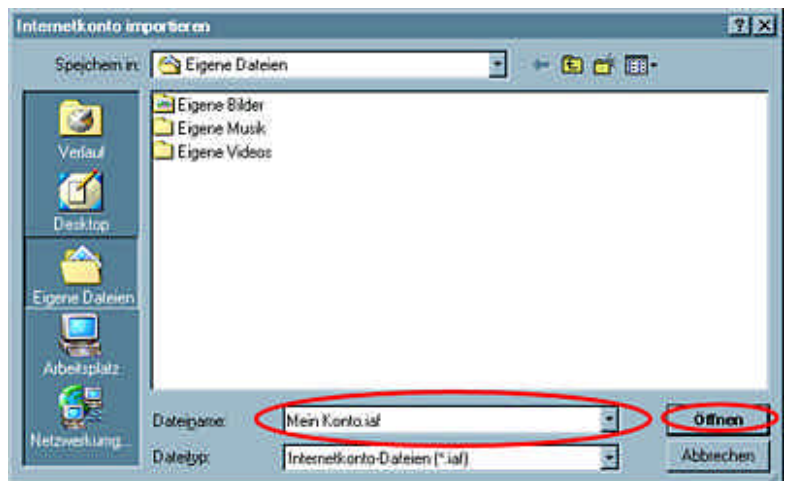 Internetkonto importieren
Speichern in:
Eigene Dateien
Verlauf
Desktop
Eigene Dateien
Arbeitsplatz
Netzwerkumg...
Eigene Bilder
Eigene Musik
Eigene Videos
Dateiname:
Mein Konto.iaf
Öffnen
Dateityp:
Internetkonto-Dateien (*.iaf)
Abbrechen